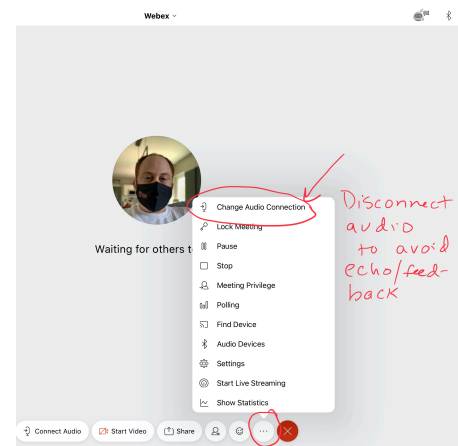 Webex
Change Audio Connection
Lock Meeting
Pause
Waiting for others t
Stop
Meeting Privilege
Polling
Find Device
Audio Devices
Settings
Start Live Streaming
Show Statistics
Connect Audio
Start Video
Share
Disconnect
audio
to avoid
echo/feed-
back